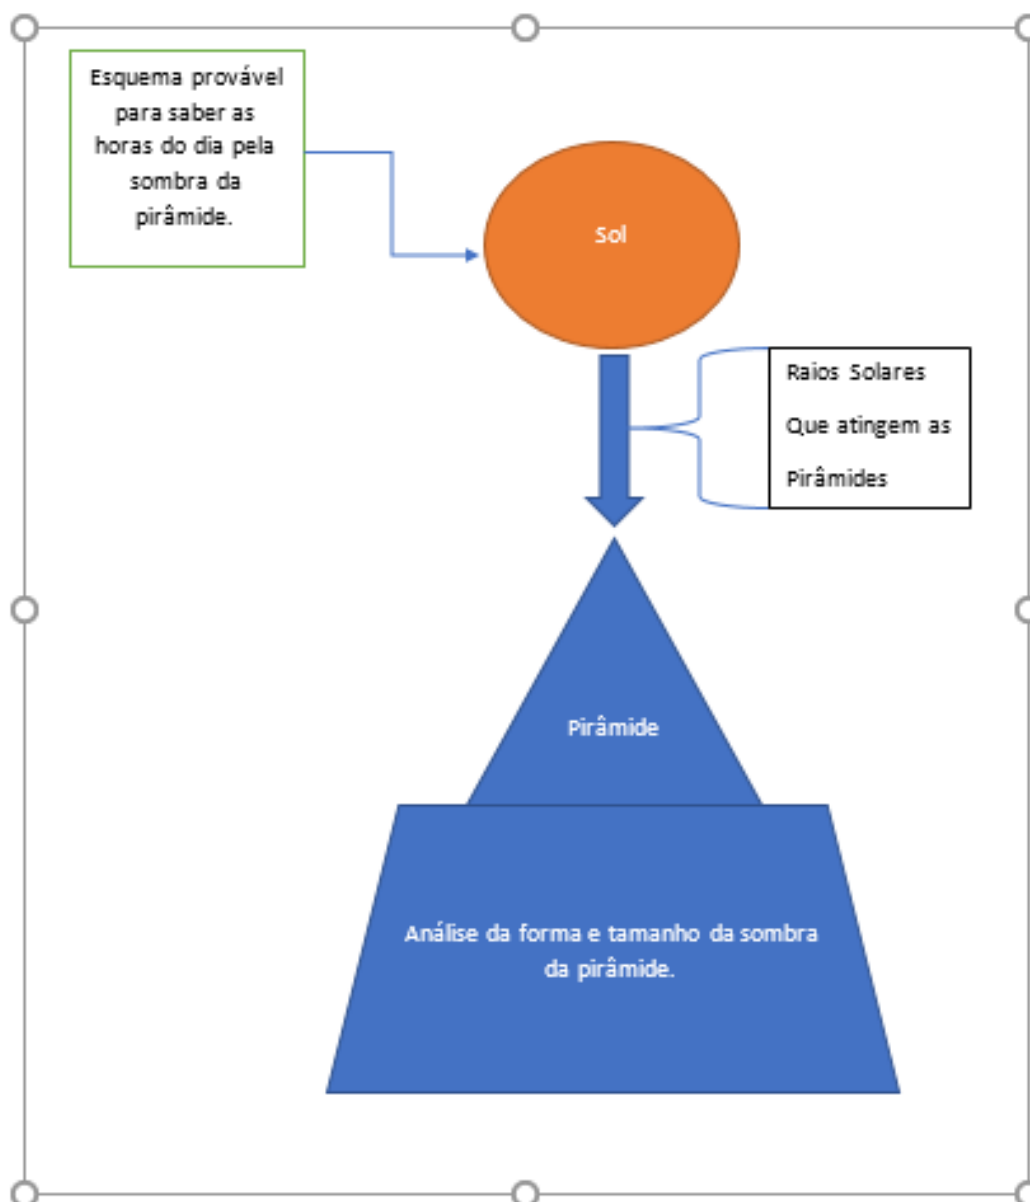 Esquema provável
para saber as
horas do dia pela
sombra da
pirâmide.
Sol
Raios Solares
Que atingem as
Pirâmides
Pirâmide
Análise da forma e tamanho da sombra
da pirâmide.